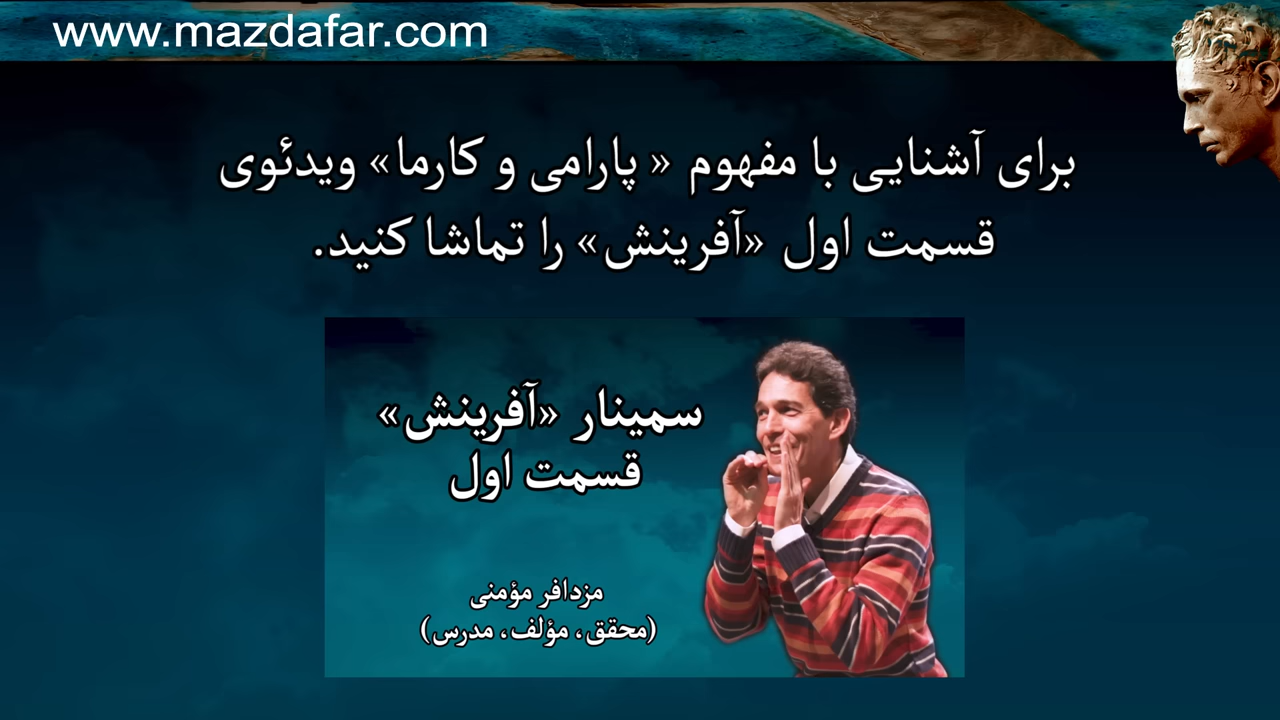 www.mazdafar.com
برای آشنایی با مفهوم « پارامی و کارما» ویدئوی
قسمت اول «آفرینش» را تماشا کنید.
سمینار «آفرینش»
قسمت اول
مزدافر مؤمنی
(محقق، مؤلف، مدرس)